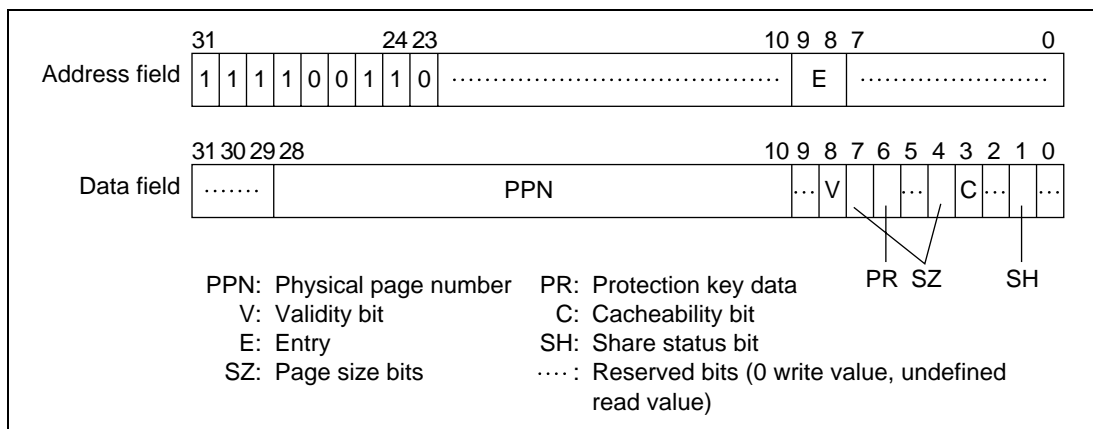 31 24 23 10 9 8 7 0
Address field 1 1 1 1 0 0 1 1 0 ⋯⋯⋯⋯⋯⋯⋯⋯ E ⋯⋯⋯⋯⋯⋯
31 30 29 28 10 9 8 7 6 5 4 3 2 1 0
Data field ⋯⋯ PPN ⋯ V ⋯ C ⋯ ⋯
PR SZ SH
PPN: Physical page number PR: Protection key data
V: Validity bit C: Cacheability bit
E: Entry SH: Share status bit
SZ: Page size bits ····: Reserved bits (0 write value, undefined
read value)